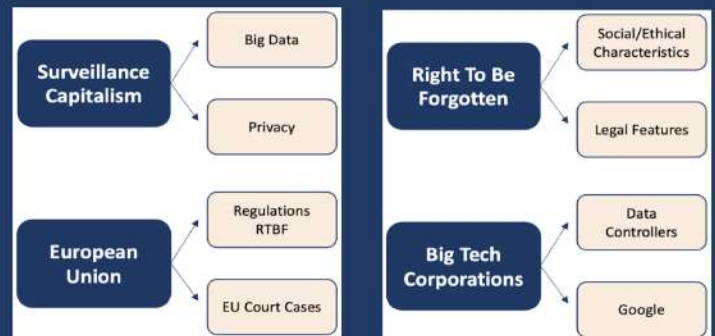 Surveillance
Capitalism
Big Data
Privacy
European
Union
Regulations
RTBF
EU Court Cases
Right To Be
Forgotten
Social/Ethical
Characteristics
Legal Features
Big Tech
Corporations
Data
Controllers
Google